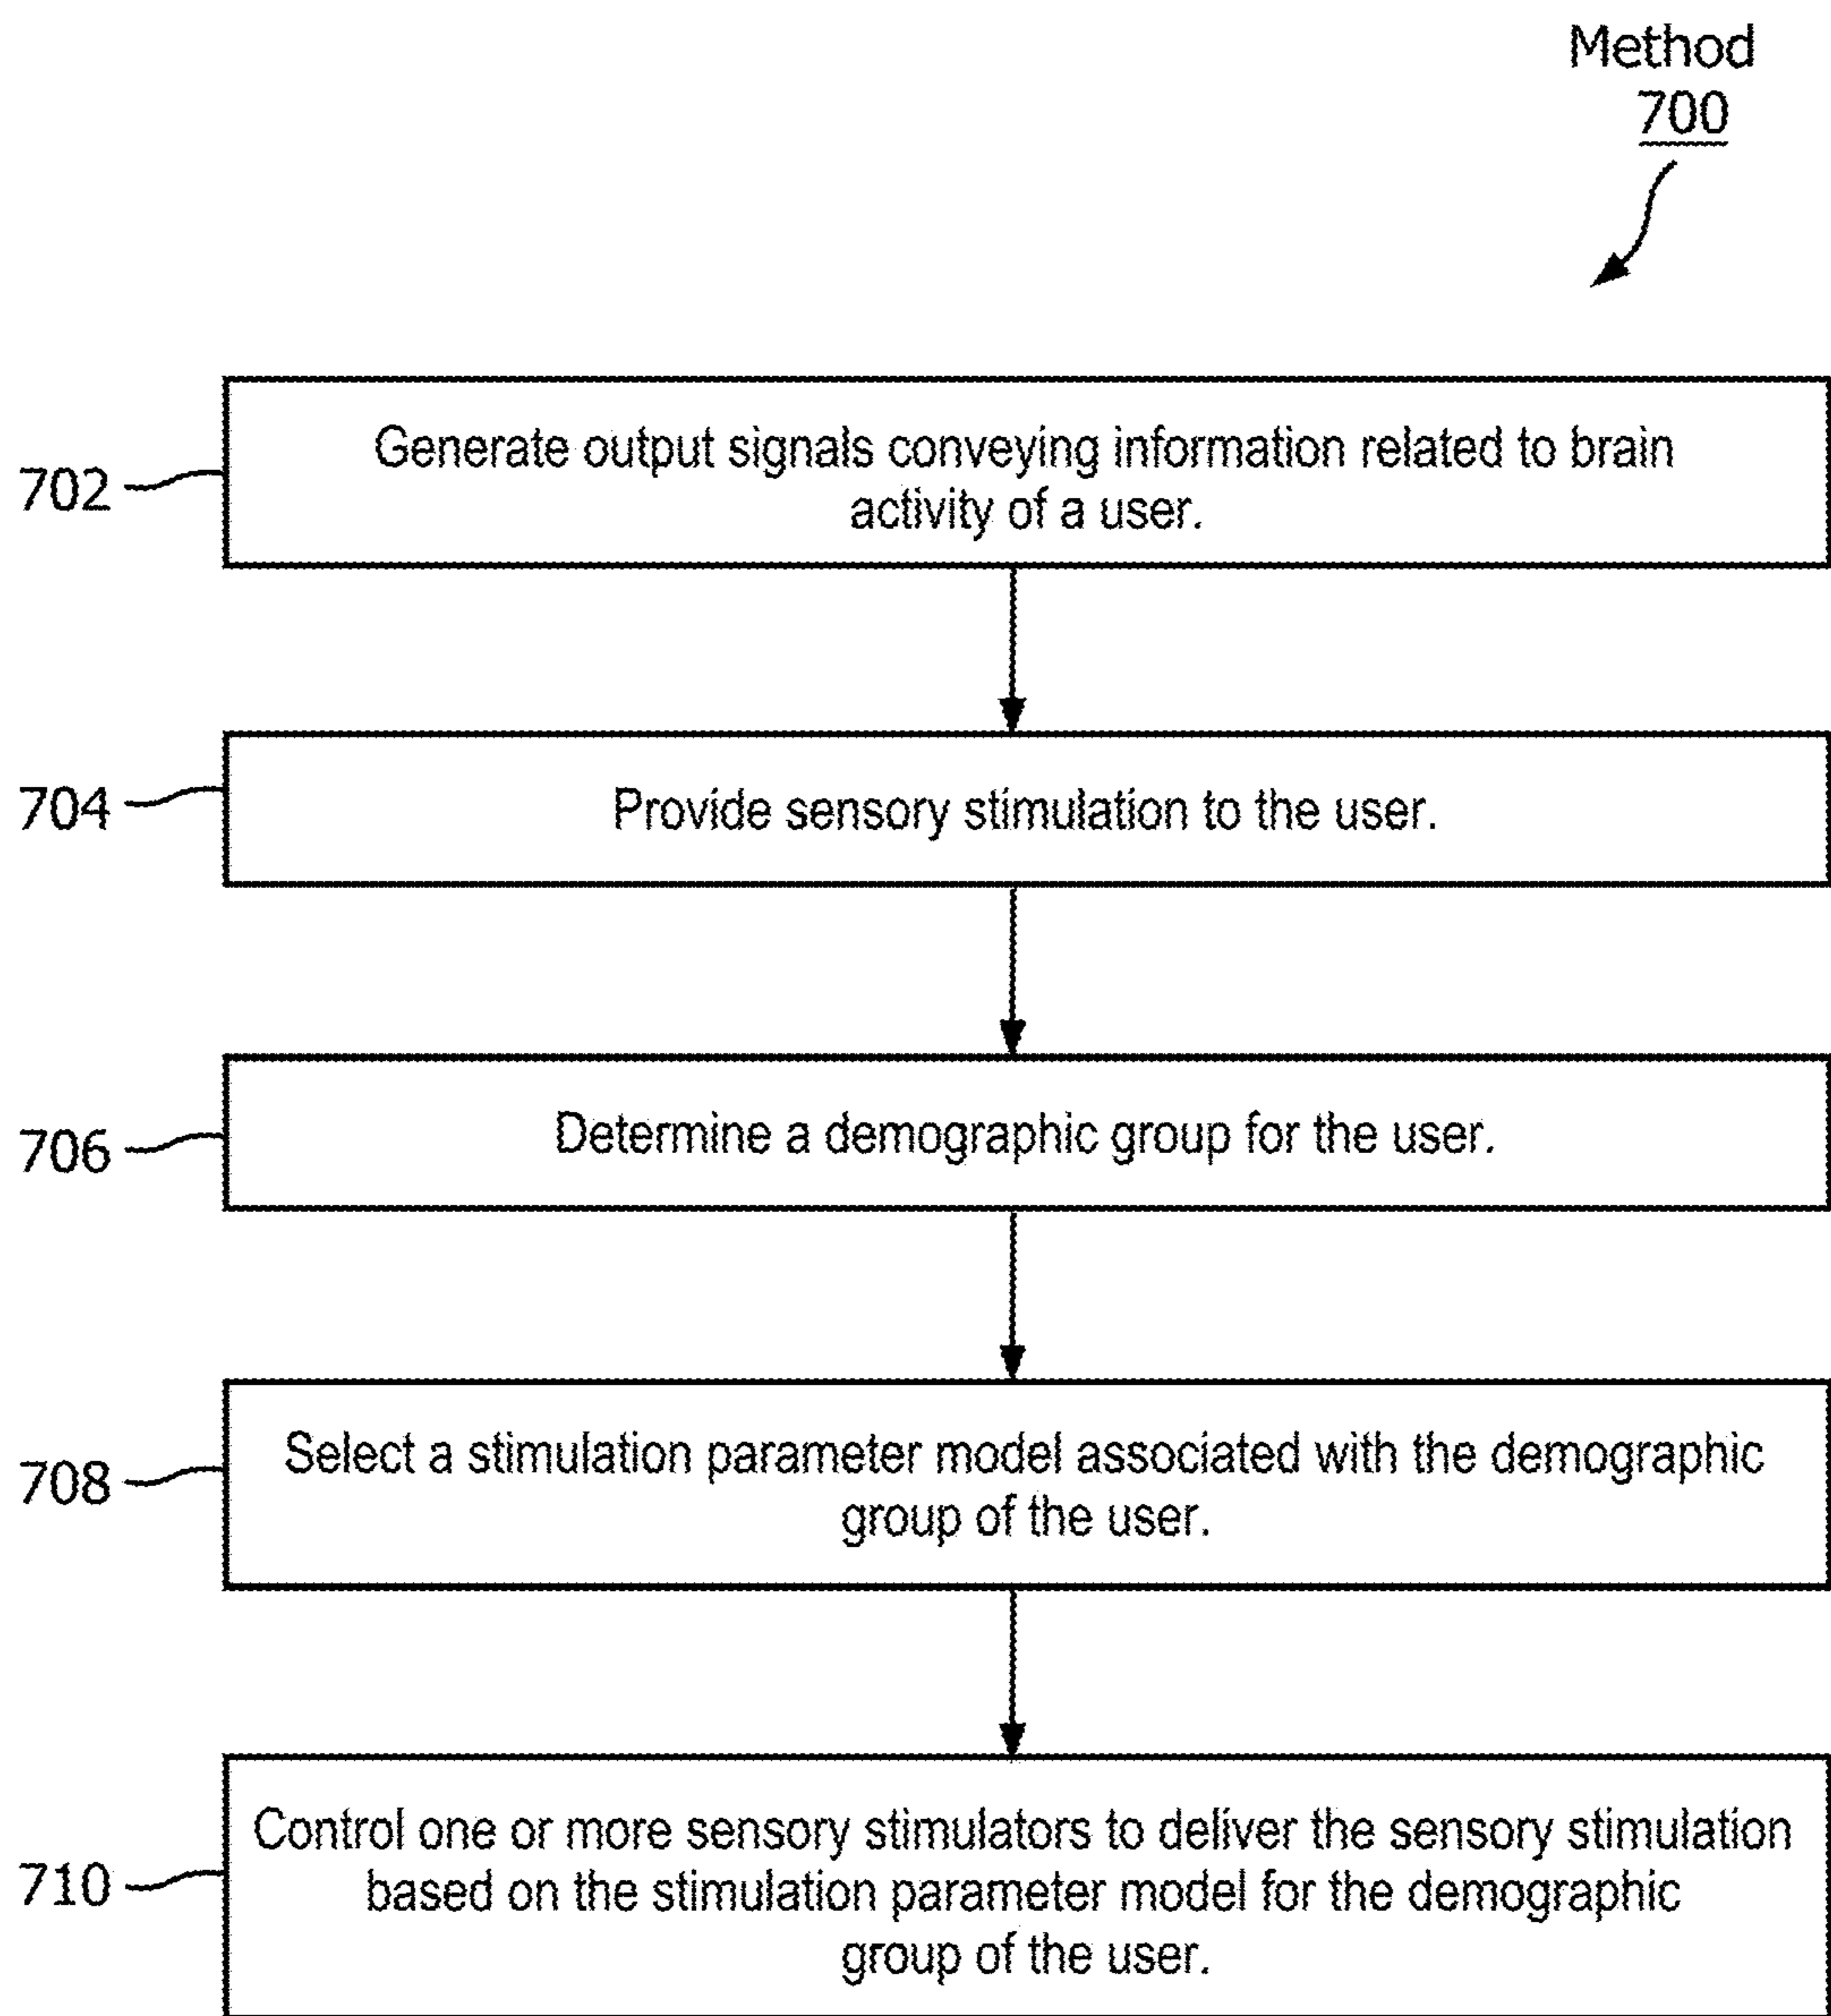 Method
700
702
Generate output signals conveying information related to brain
activity of a user.
704
Provide sensory stimulation to the user.
706
Determine a demographic group for the user.
708
Select a stimulation parameter model associated with the demographic
group of the user.
710
Control one or more sensory stimulators to deliver the sensory stimulation
based on the stimulation parameter model for the demographic
group of the user.